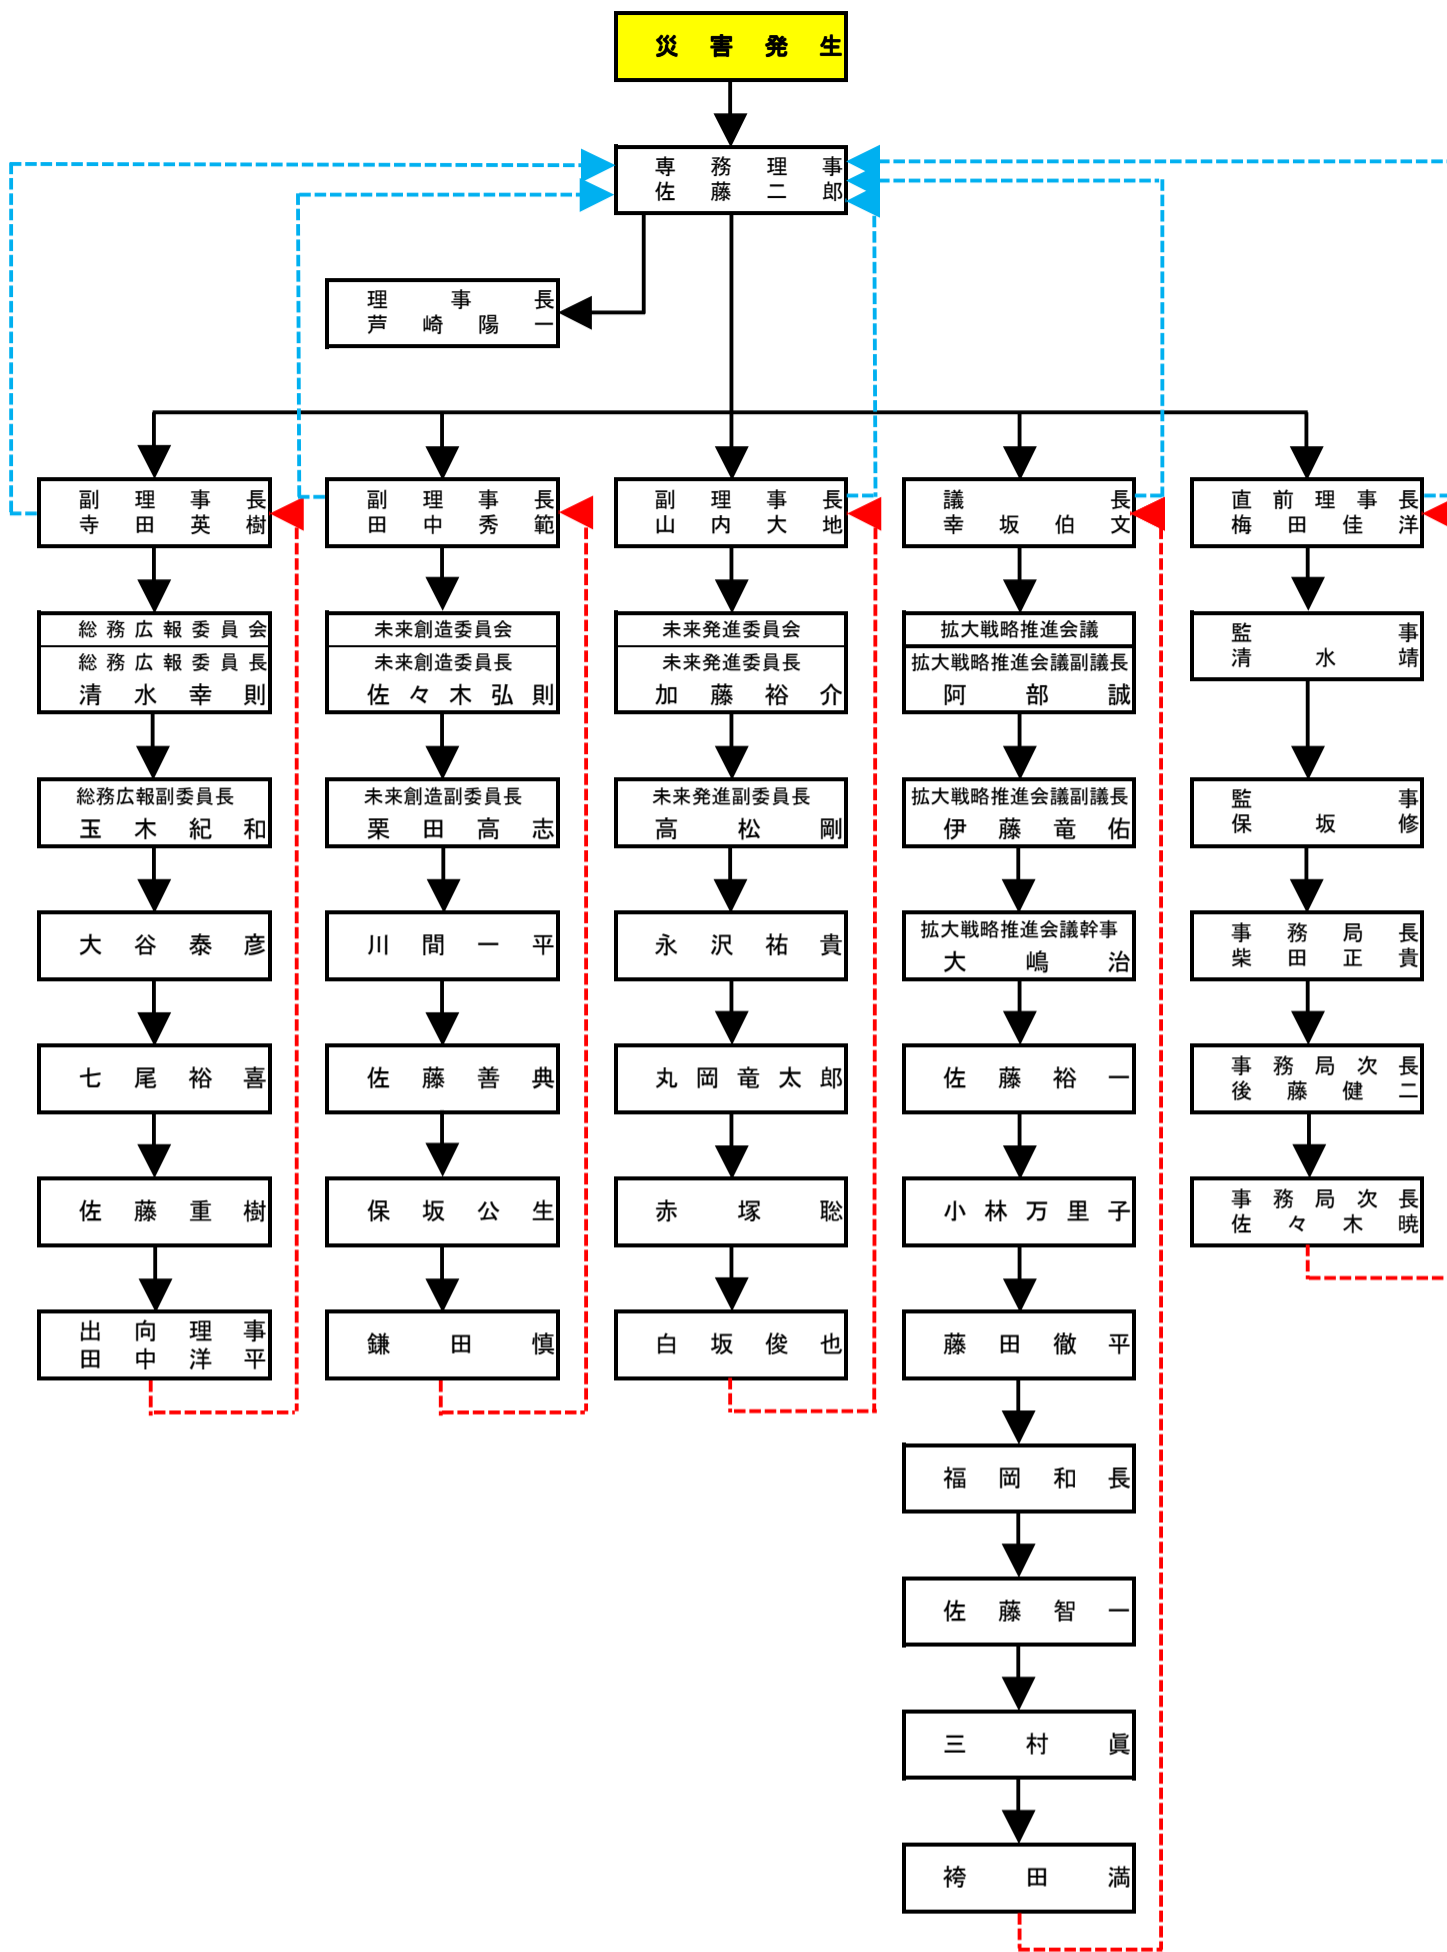 災害発生
専務理事
佐藤二郎
理事長
芦崎陽一
副理事長
寺田英樹
総務広報委員会
総務広報委員長
清水幸則
総務広報副委員長
玉木紀和
大谷泰彦
七尾裕喜
佐藤重樹
出向理事
田中洋平
副理事長
田中秀範
未来創造委員会
未来創造委員長
佐々木弘則
未来創造副委員長
栗田高志
川間一平
佐藤善典
保坂公生
鎌田慎
副理事長
山内大地
未来発進委員会
未来発進委員長
加藤裕介
未来発進副委員長
高松剛
永沢祐貴
丸岡竜太郎
赤塚聡
白坂俊也
議長
幸坂伯文
拡大戦略推進会議
拡大戦略推進会議副議長
阿部誠
拡大戦略推進会議副議長
伊藤竜佑
拡大戦略推進会議幹事
大嶋治
佐藤裕一
小林万里子
藤田徹平
福岡和長
佐藤智一
三村眞
袴田満
直前理事長
梅田佳洋
監事
清水靖
監事
保坂修
事務局長
柴田正貴
事務局次長
後藤健二
事務局次長
佐々木暁